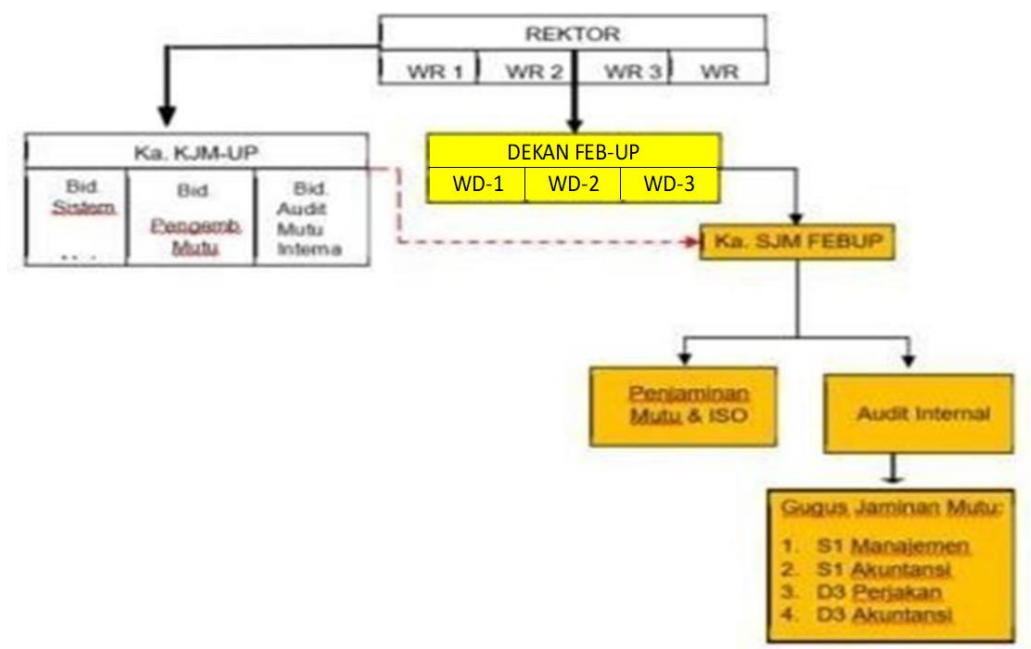 REKTOR
WR 1 WR 2 WR 3 WR
Ka. KJM-UP
Bid. Sistem
Bid. Pengemb. Mutu
Bid. Audit Mutu Interna
DEKAN FEB-UP
WD-1 WD-2 WD-3
Ka. SJM FEBUP
Penjaminan
Mutu & ISO
Audit Internal
Gugus Jaminan Mutu:
1. S1 Manajemen
2. S1 Akuntansi
3. D3 Perjakan
4. D3 Akuntansi